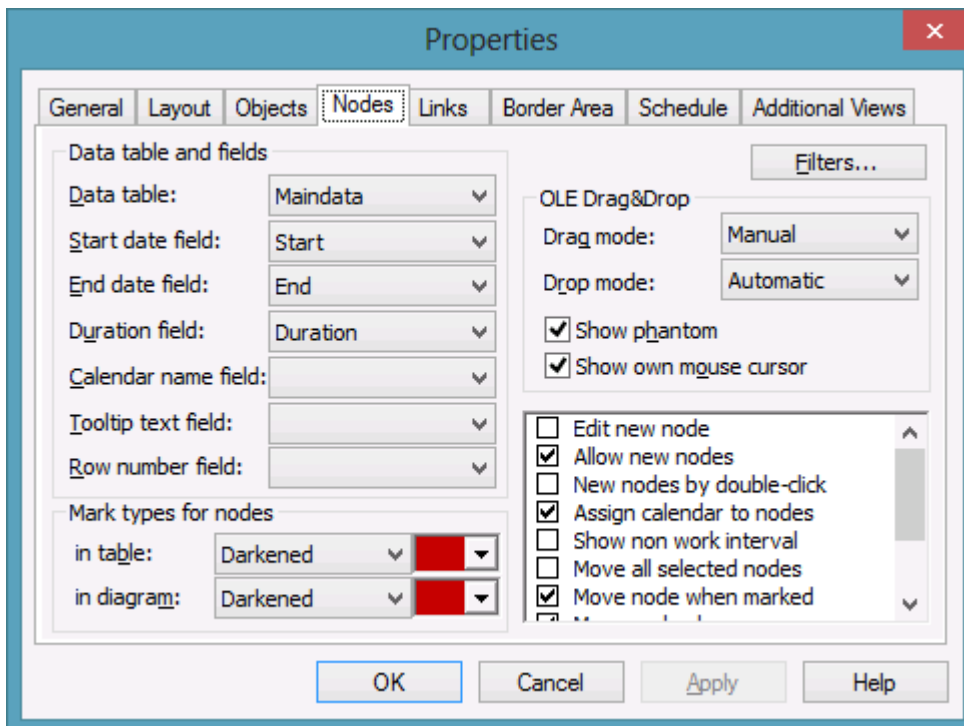 Properties
General Layout Objects Nodes Links Border Area Schedule Additional Views
Data table and fields
Data table: Maindata
Start date field: Start
End date field: End
Duration field: Duration
Calendar name field:
Tooltip text field:
Row number field:
Mark types for nodes
in table: Darkened
in diagram: Darkened
Filters...
OLE Drag&Drop
Drag mode: Manual
Drop mode: Automatic
Show phantom
Show own mouse cursor
Edit new node
Allow new nodes
New nodes by double-click
Assign calendar to nodes
Show non work interval
Move all selected nodes
Move node when marked
OK Cancel Apply Help